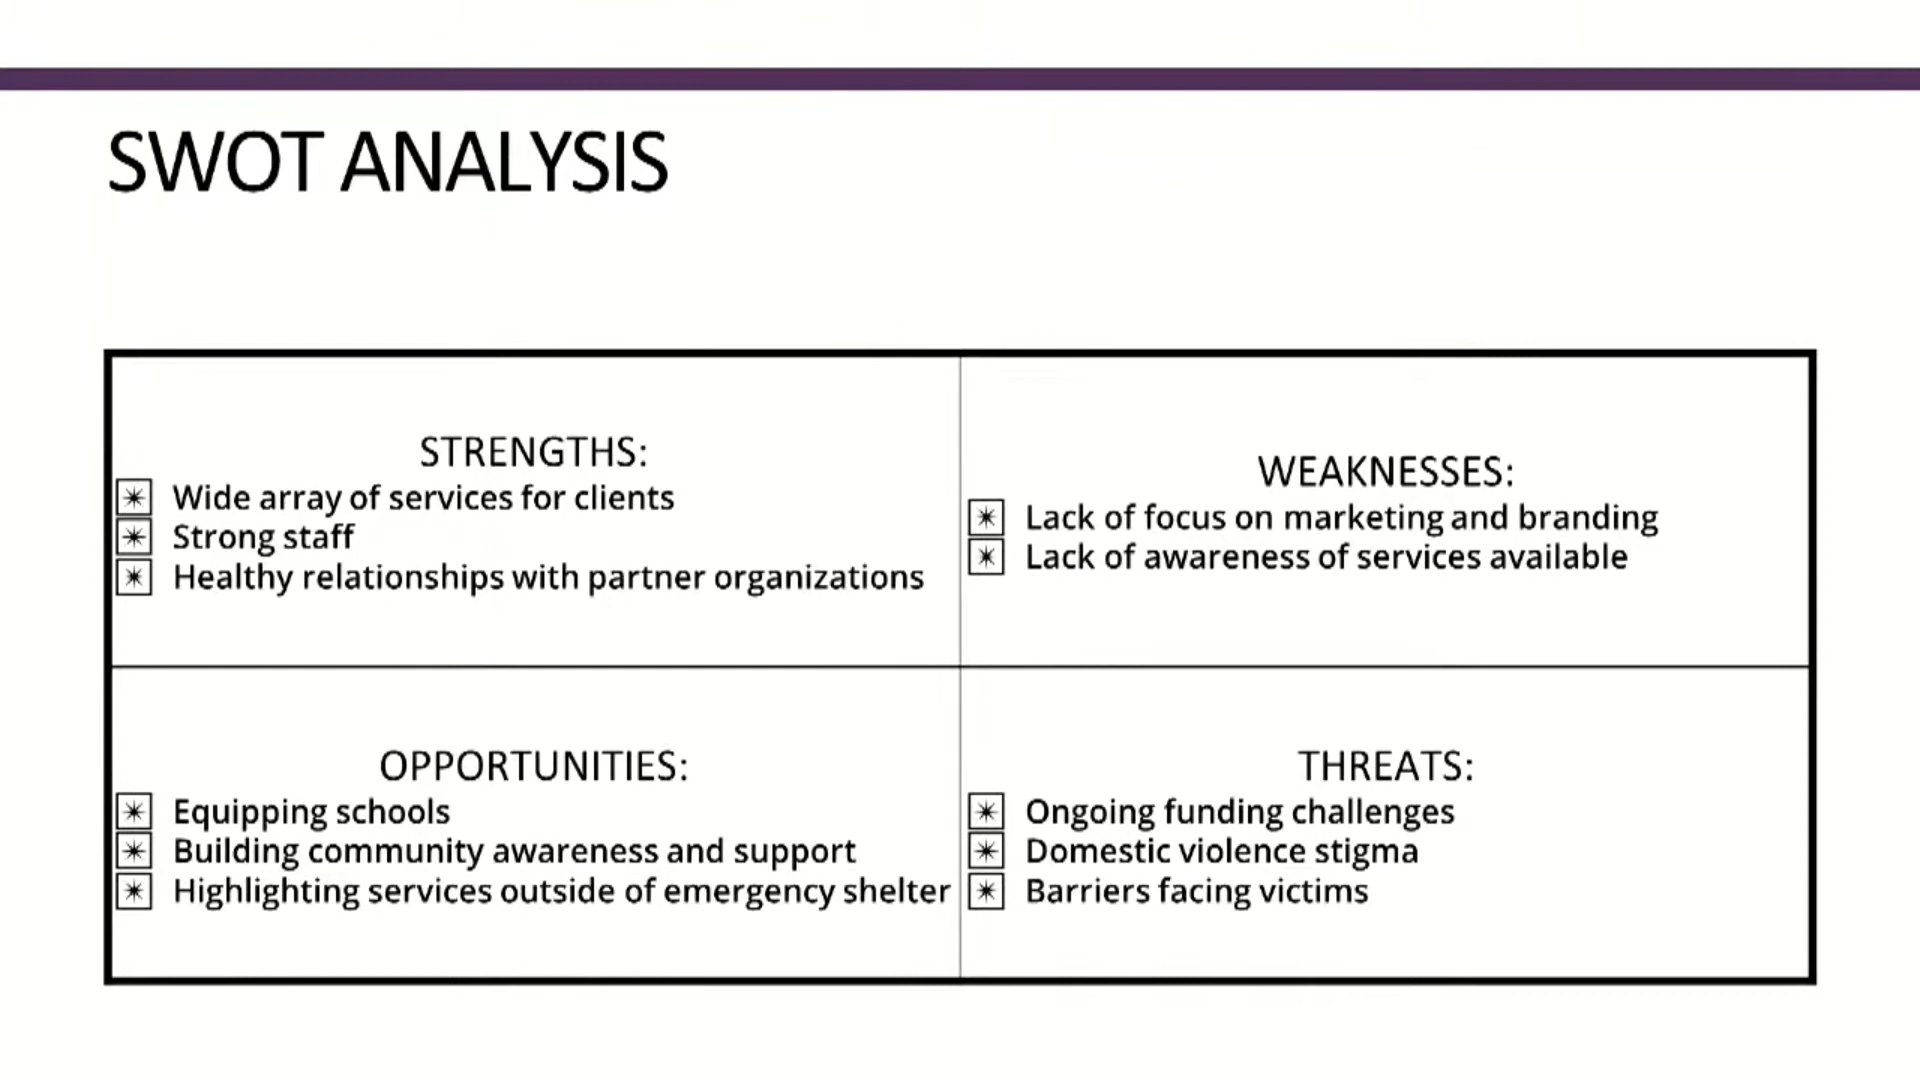 SWOT ANALYSIS
STRENGTHS:
Wide array of services for clients
Strong staff
Healthy relationships with partner organizations
WEAKNESSES:
Lack of focus on marketing and branding
Lack of awareness of services available
OPPORTUNITIES:
Equipping schools
Building community awareness and support
Highlighting services outside of emergency shelter
THREATS:
Ongoing funding challenges
Domestic violence stigma
Barriers facing victims